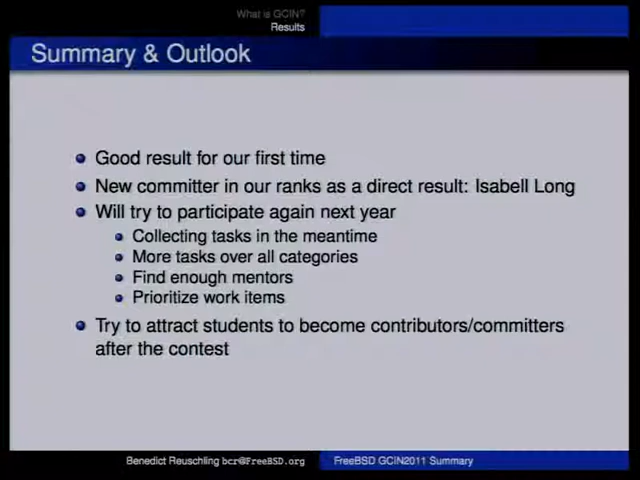 What is GCIN?
Results
Summary & Outlook
Good result for our first time
New committer in our ranks as a direct result: Isabell Long
Will try to participate again next year
Collecting tasks in the meantime
More tasks over all categories
Find enough mentors
Prioritize work items
Try to attract students to become contributors/committers
after the contest
Benedict Reuschling bcr@FreeBSD.org
FreeBSD GCIN2011 Summary